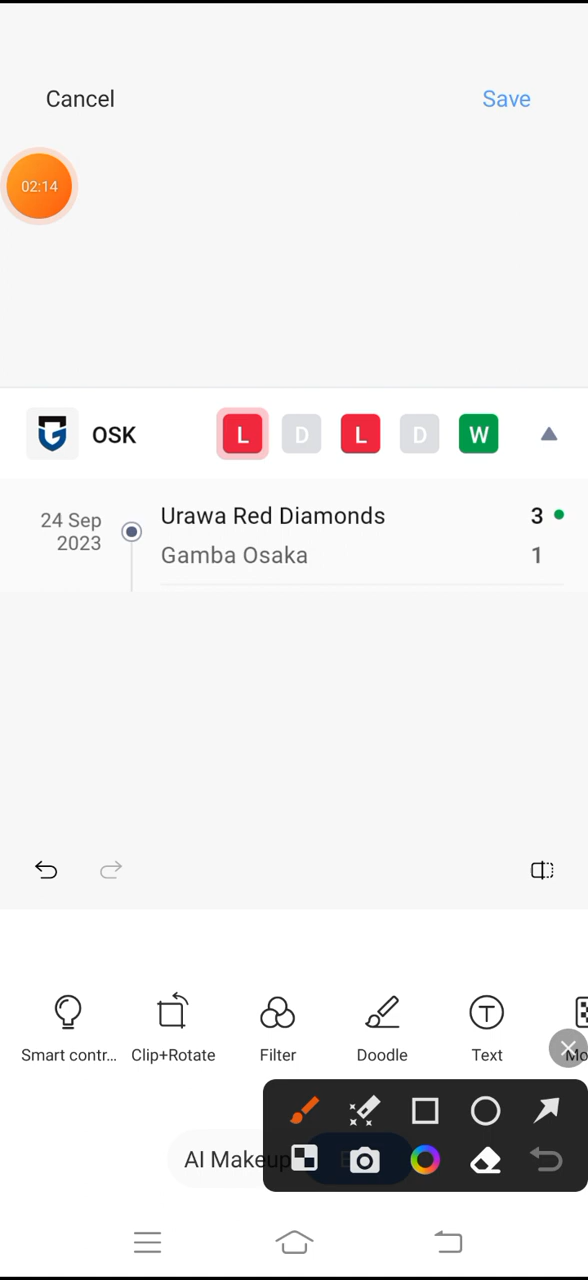 Cancel Save
02:14
OSK L D L D W
24 Sep Urawa Red Diamonds 3
2023 Gamba Osaka 1
Smart contr... Clip+Rotate Filter Doodle Text Mo
AI Makeup